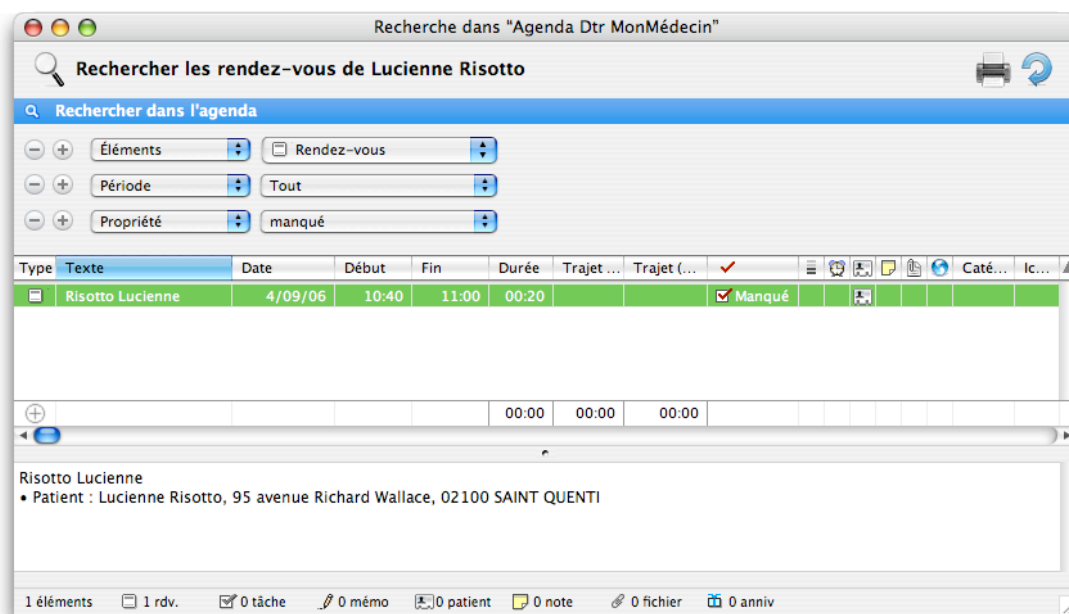 Recherche dans “Agenda Dtr MonMédecin”
Rechercher les rendez-vous de Lucienne Risotto
Rechercher dans l'agenda
Éléments Rendez-vous
Période Tout
Propriété manqué
Type Texte Date Début Fin Durée Trajet ... Trajet (... Caté... Ic...
Risotto Lucienne 4/09/06 10:40 11:00 00:20 Manqué
00:00 00:00 00:00
Risotto Lucienne
• Patient : Lucienne Risotto, 95 avenue Richard Wallace, 02100 SAINT QUENTI
1 éléments 1 rdv. 0 tâche 0 mémo 0 patient 0 note 0 fichier 0 anniv